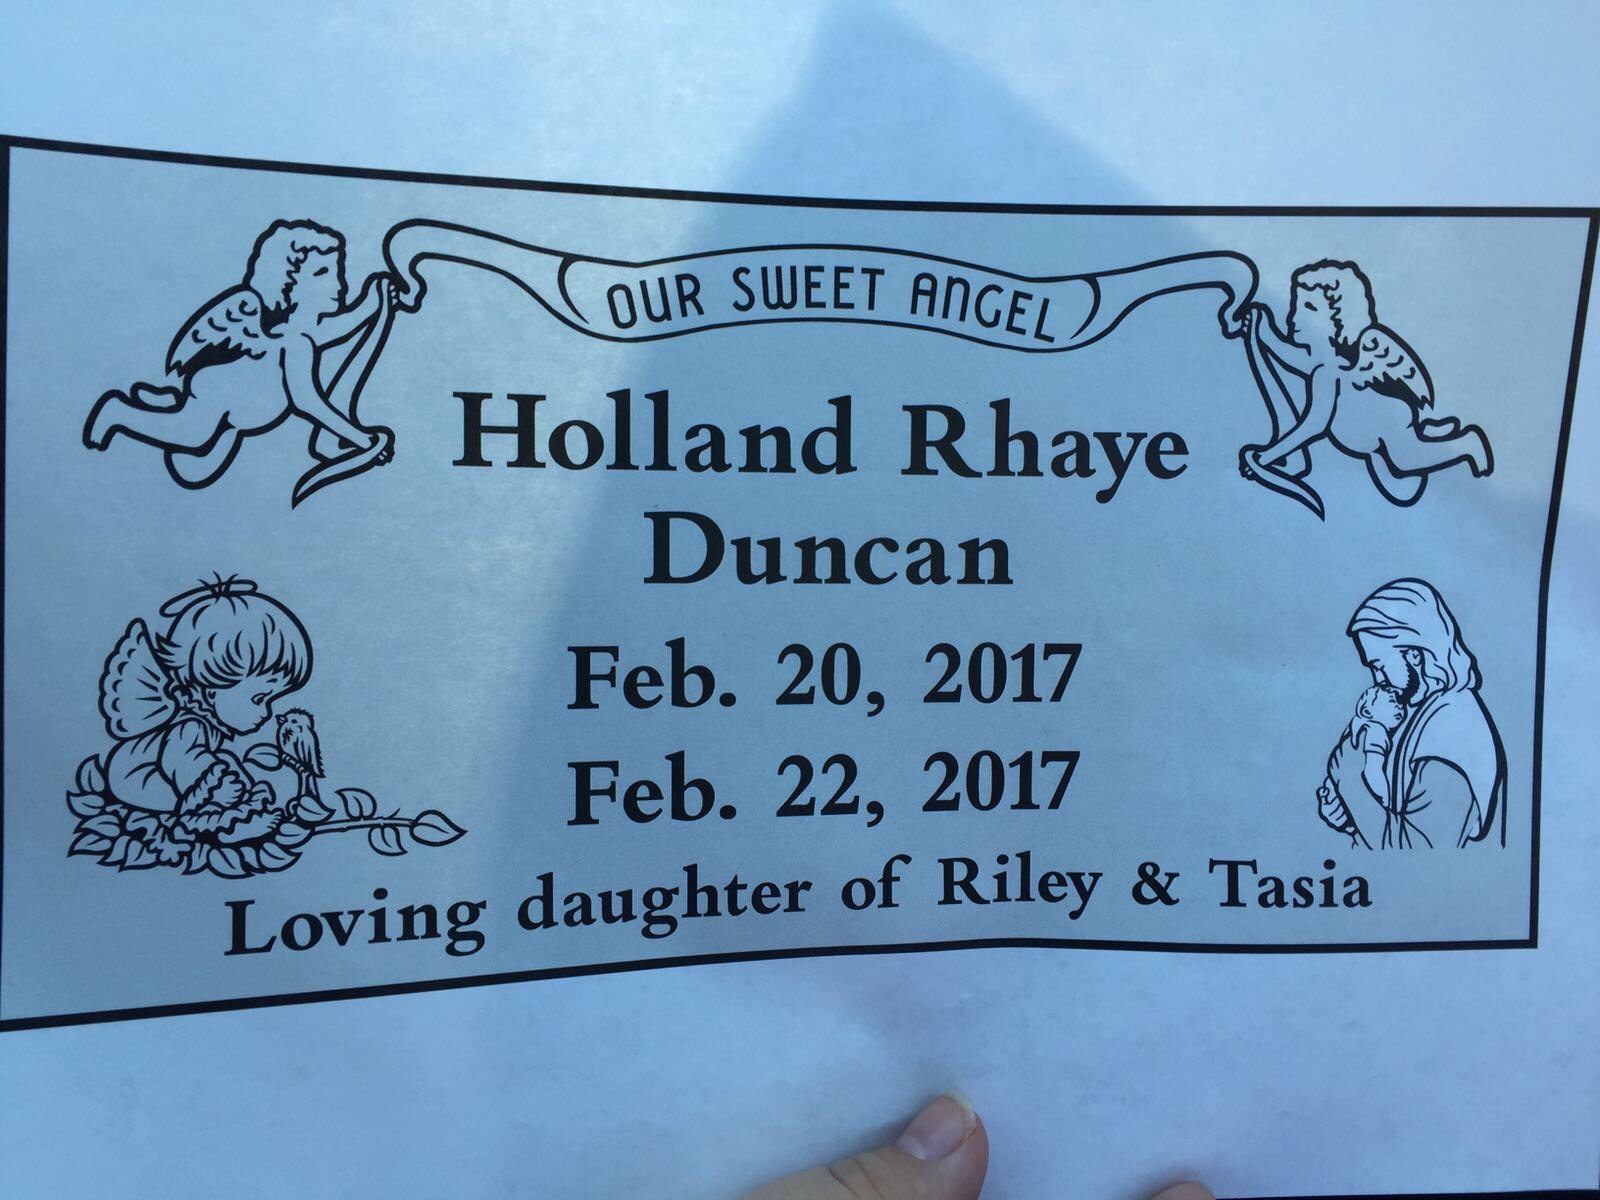 OUR SWEET ANGEL
Holland Rhaye
Duncan
Feb. 20, 2017
Feb. 22, 2017
Loving daughter of Riley & Tasia